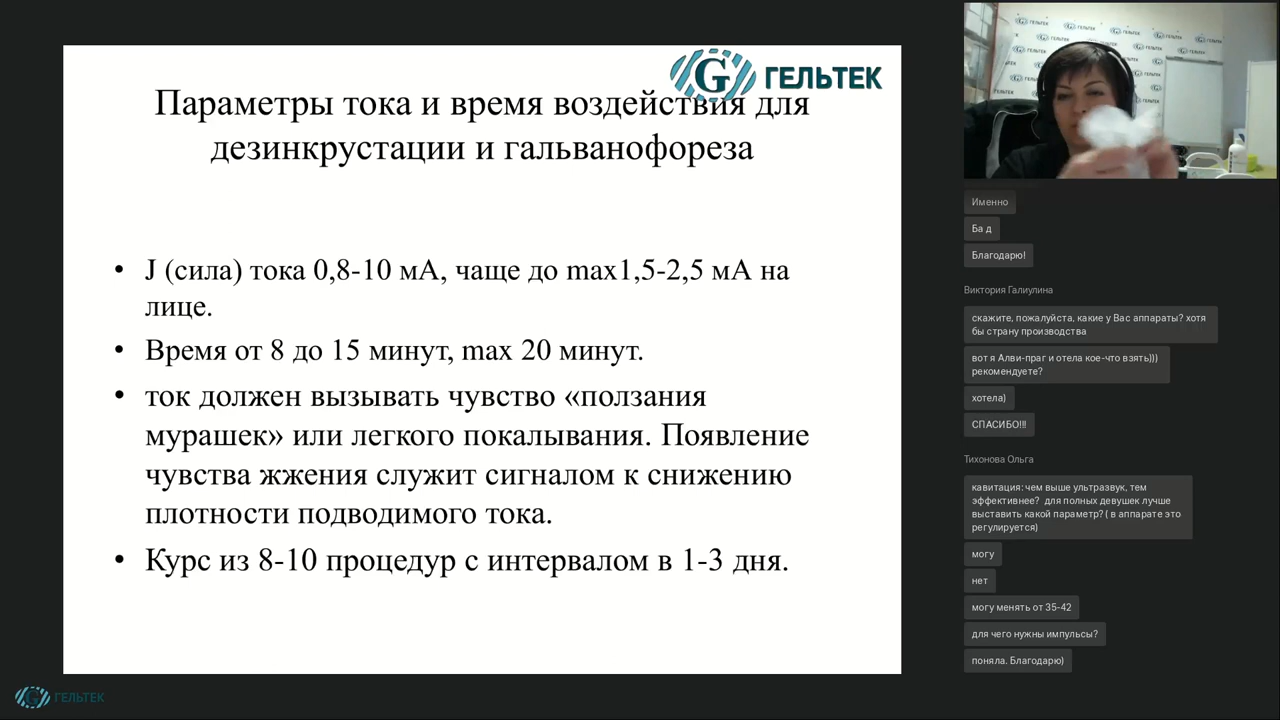 ГЕЛЬТЕК
Параметры тока и время воздействия для
дезинкрустации и гальванофореза
• J (сила) тока 0,8-10 мА, чаще до max1,5-2,5 мА на
лице.
• Время от 8 до 15 минут, max 20 минут.
• ток должен вызывать чувство «ползания
мурашек» или легкого покалывания. Появление
чувства жжения служит сигналом к снижению
плотности подводимого тока.
• Курс из 8-10 процедур с интервалом в 1-3 дня.
ГЕЛЬТЕК
Именно
Ба д
Благодарю!
Виктория Галиулина
скажите, пожалуйста, какие у Вас аппараты? хотя
бы страну производства
вот я Алви-праг и отела кое-что взять)))
рекомендуете?
хотела)
СПАСИБО!!!
Тихонова Ольга
кавитация: чем выше ультразвук, тем
эффективнее? для полных девушек лучше
выставить какой параметр? ( в аппарате это
регулируется)
могу
нет
могу менять от 35-42
для чего нужны импульсы?
поняла. Благодарю)